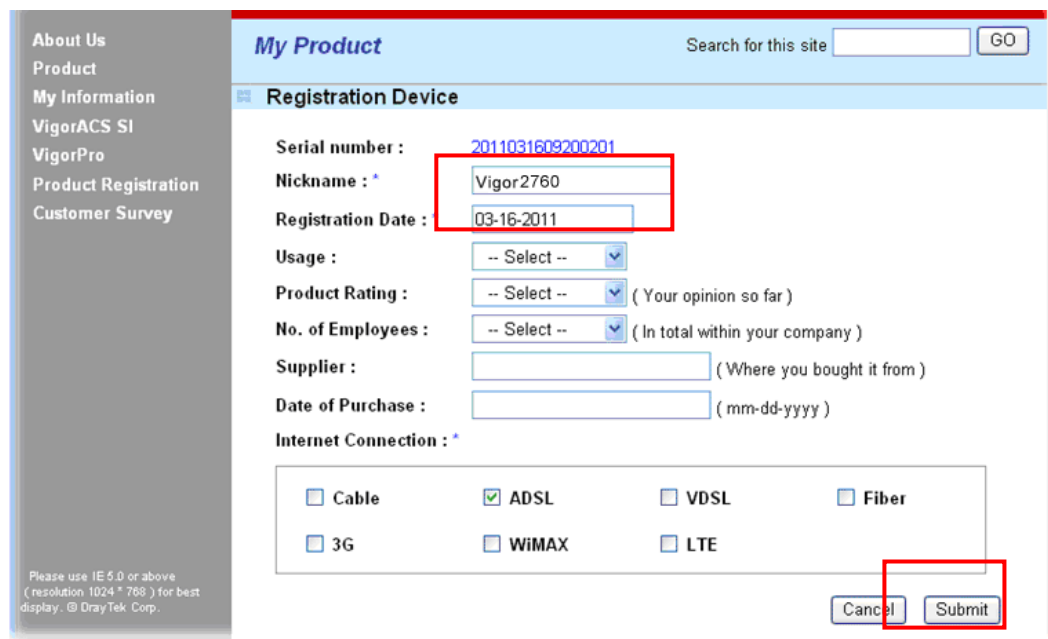 About Us
Product
My Information
VigorACS SI
VigorPro
Product Registration
Customer Survey
Please use IE 5.0 or above
( resolution 1024 * 768 ) for best
display. © DrayTek Corp.
My Product
Search for this site
GO
Registration Device
Serial number : 2011031609200201
Nickname : * Vigor2760
Registration Date : * 03-16-2011
Usage : -- Select --
Product Rating : -- Select -- ( Your opinion so far )
No. of Employees : -- Select -- ( In total within your company )
Supplier : ( Where you bought it from )
Date of Purchase : ( mm-dd-yyyy )
Internet Connection : *
Cable ADSL VDSL Fiber
3G WiMAX LTE
Cancel Submit